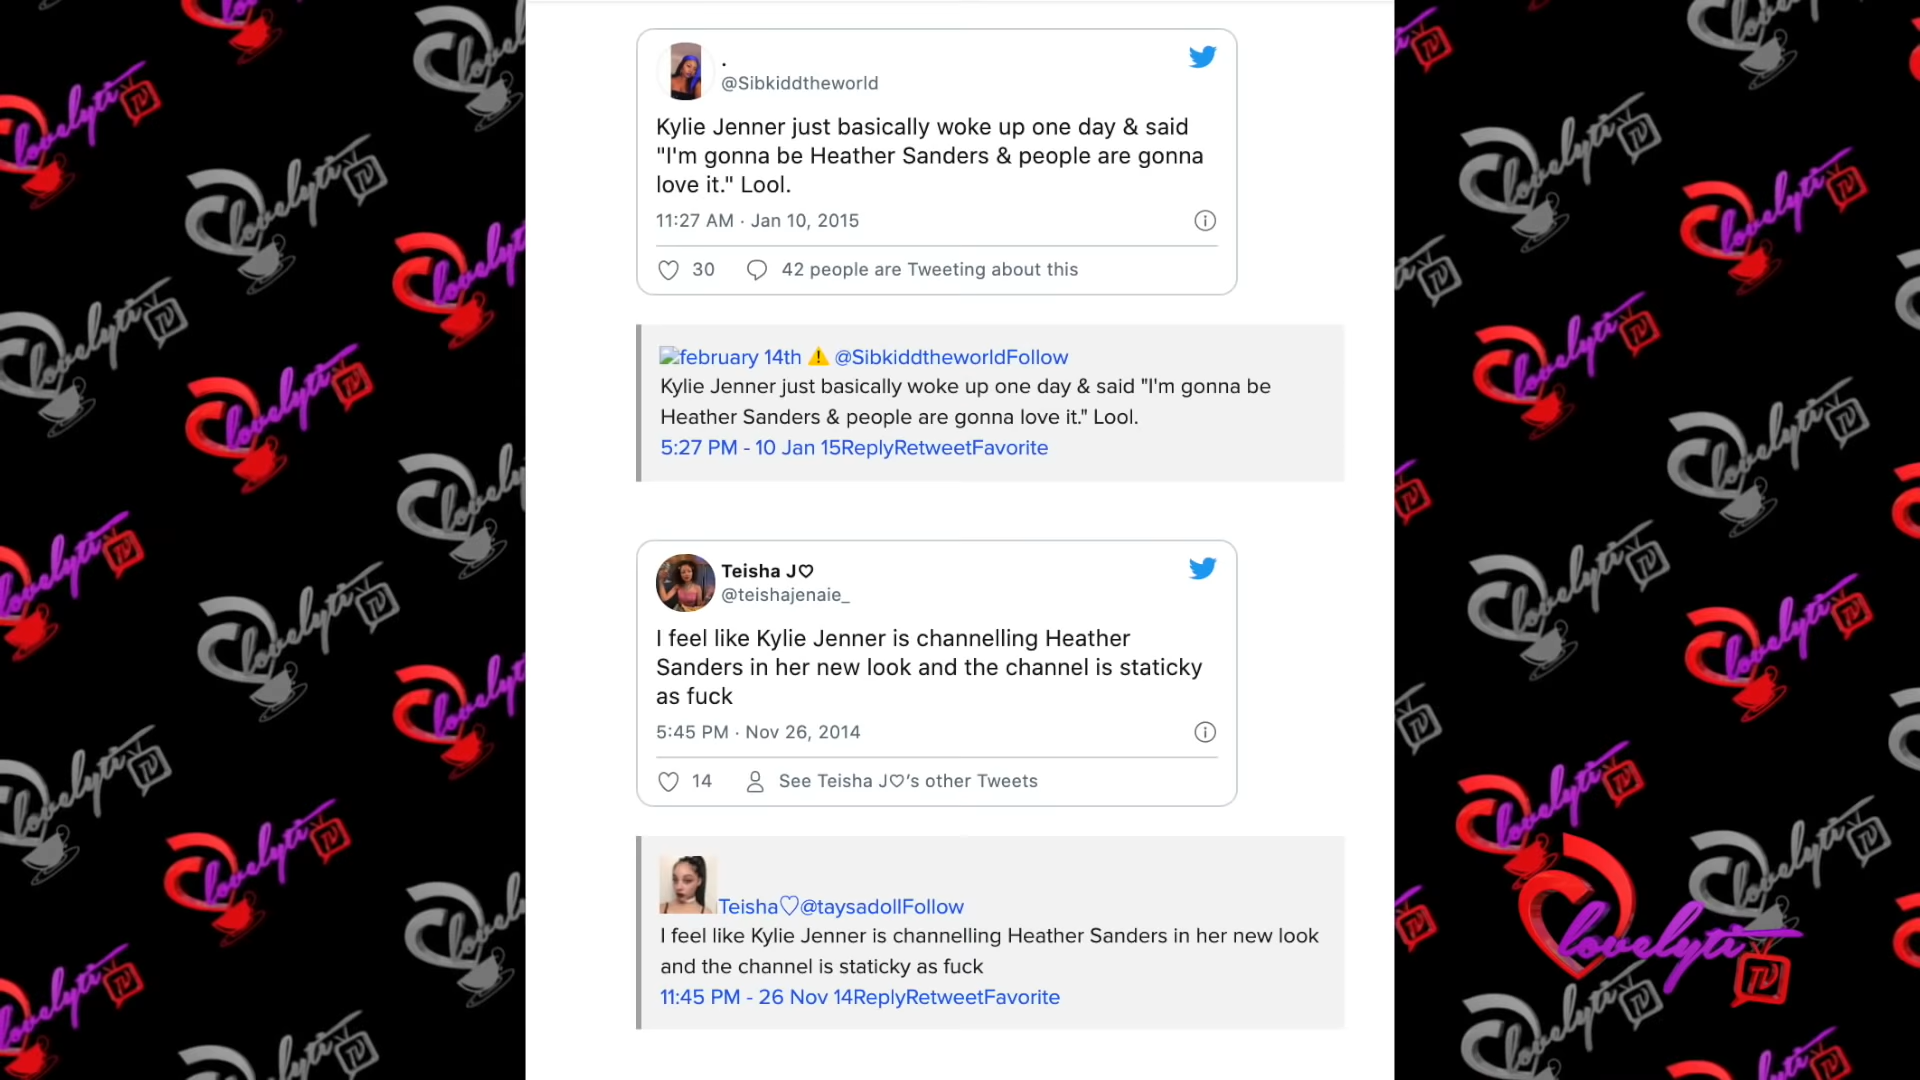 .
@Sibkiddtheworld
Kylie Jenner just basically woke up one day & said
"I'm gonna be Heather Sanders & people are gonna
love it." Lool.
11:27 AM · Jan 10, 2015
30 42 people are Tweeting about this
february 14th ⚠️ @SibkiddtheworldFollow
Kylie Jenner just basically woke up one day & said "I'm gonna be
Heather Sanders & people are gonna love it." Lool.
5:27 PM - 10 Jan 15ReplyRetweetFavorite
Teisha J♡
@teishajenaie_
I feel like Kylie Jenner is channelling Heather
Sanders in her new look and the channel is staticky
as fuck
5:45 PM · Nov 26, 2014
14 See Teisha J♡'s other Tweets
Teisha♡@taysadollFollow
I feel like Kylie Jenner is channelling Heather Sanders in her new look
and the channel is staticky as fuck
11:45 PM - 26 Nov 14ReplyRetweetFavorite
lovelyti TV